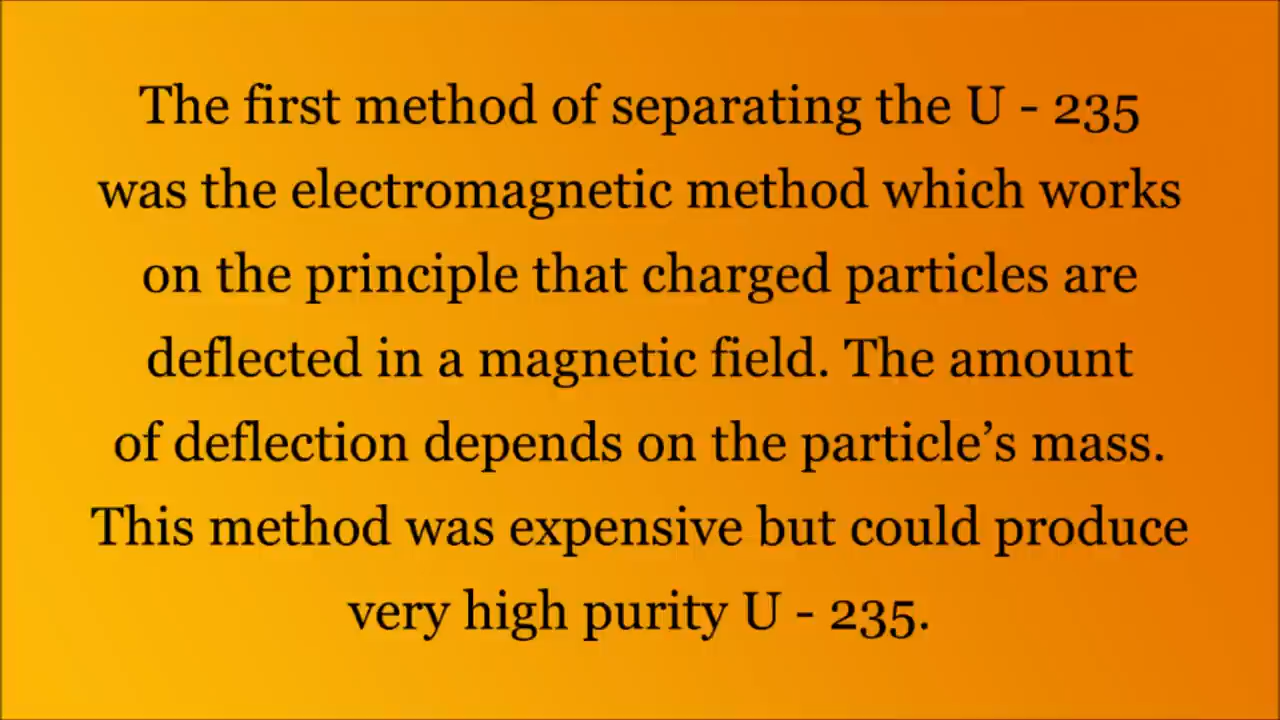 The first method of separating the U - 235
was the electromagnetic method which works
on the principle that charged particles are
deflected in a magnetic field. The amount
of deflection depends on the particle’s mass.
This method was expensive but could produce
very high purity U - 235.